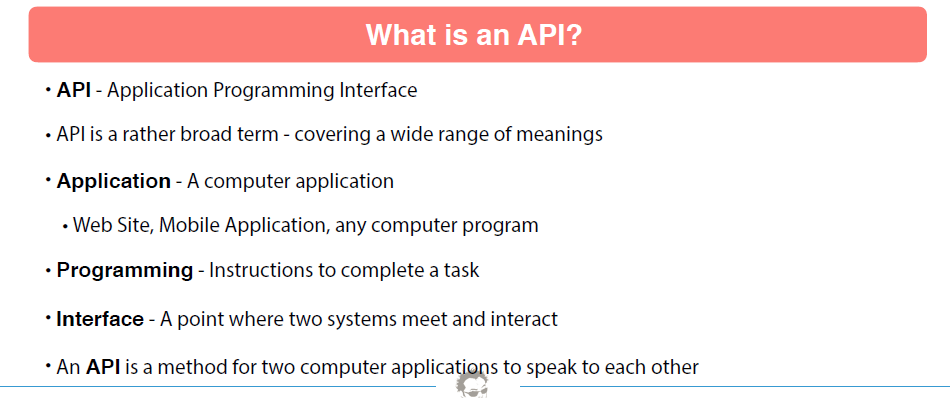 What is an API?
• API - Application Programming Interface
• API is a rather broad term - covering a wide range of meanings
• Application - A computer application
• Web Site, Mobile Application, any computer program
• Programming - Instructions to complete a task
• Interface - A point where two systems meet and interact
• An API is a method for two computer applications to speak to each other